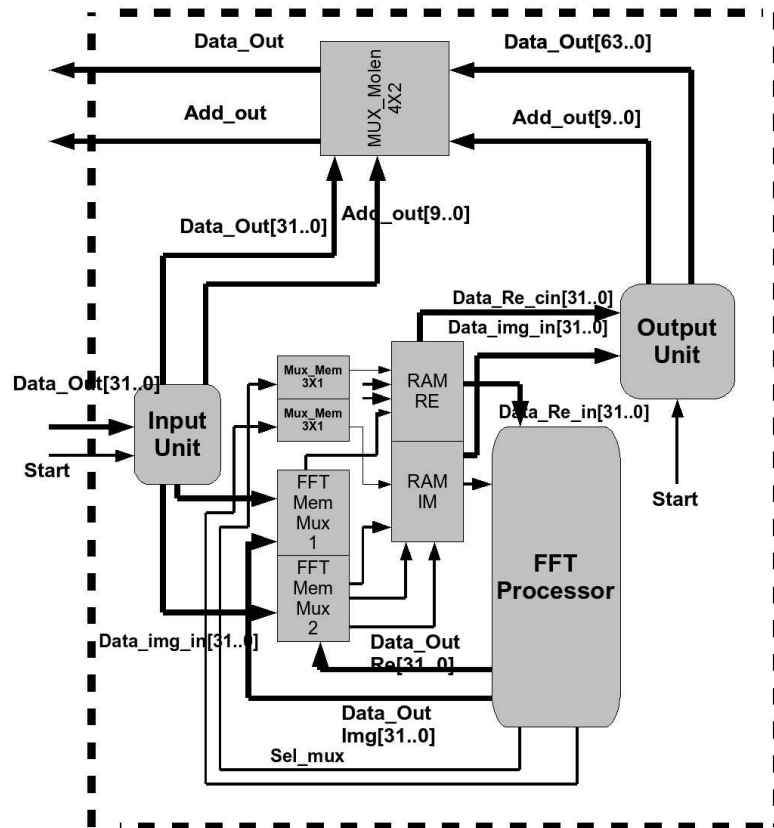 Data_Out
Data_Out[63..0]
MUX_Molen
4X2
Add_out
Add_out[9..0]
Data_Out[31..0]
Add_out[9..0]
Data_Re_cin[31..0]
Data_img_in[31..0]
Output
Unit
Data_Out[31..0]
Mux_Mem
3X1
RAM
RE
Mux_Mem
3X1
Data_Re_in[31..0]
Input
Unit
Start
FFT
Mem
Mux
1
RAM
IM
Start
FFT
Processor
FFT
Mem
Mux
2
Data_img_in[31..0]
Data_Out
Re[31..0]
Data_Out
Img[31..0]
Sel_mux